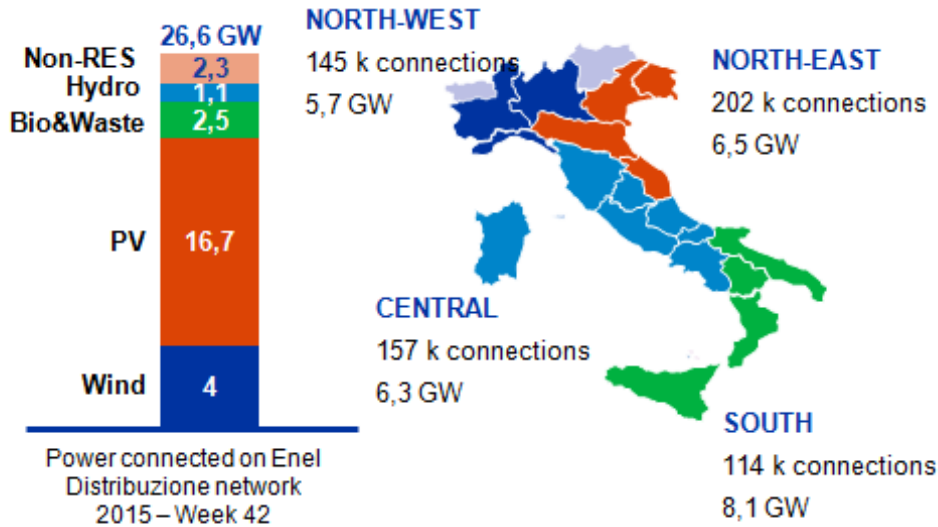 26,6 GW
Non-RES
2,3
Hydro
1,1
Bio&Waste
2,5
PV
16,7
Wind
4
Power connected on Enel
Distribuzione network
2015 – Week 42
NORTH-WEST
145 k connections
5,7 GW
NORTH-EAST
202 k connections
6,5 GW
CENTRAL
157 k connections
6,3 GW
SOUTH
114 k connections
8,1 GW